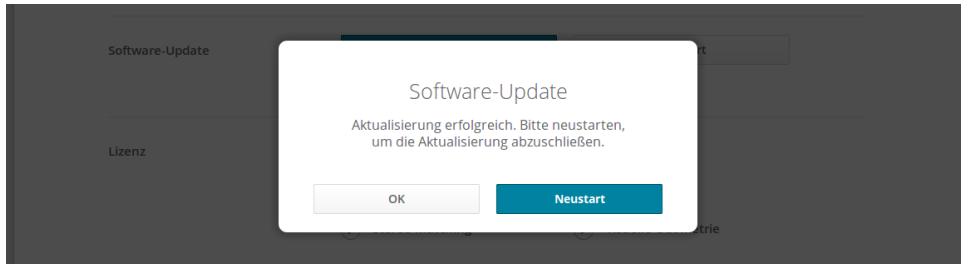 Software-Update
Software-Update
Aktualisierung erfolgreich. Bitte neustarten,
um die Aktualisierung abzuschließen.
Lizenz
OK
Neustart